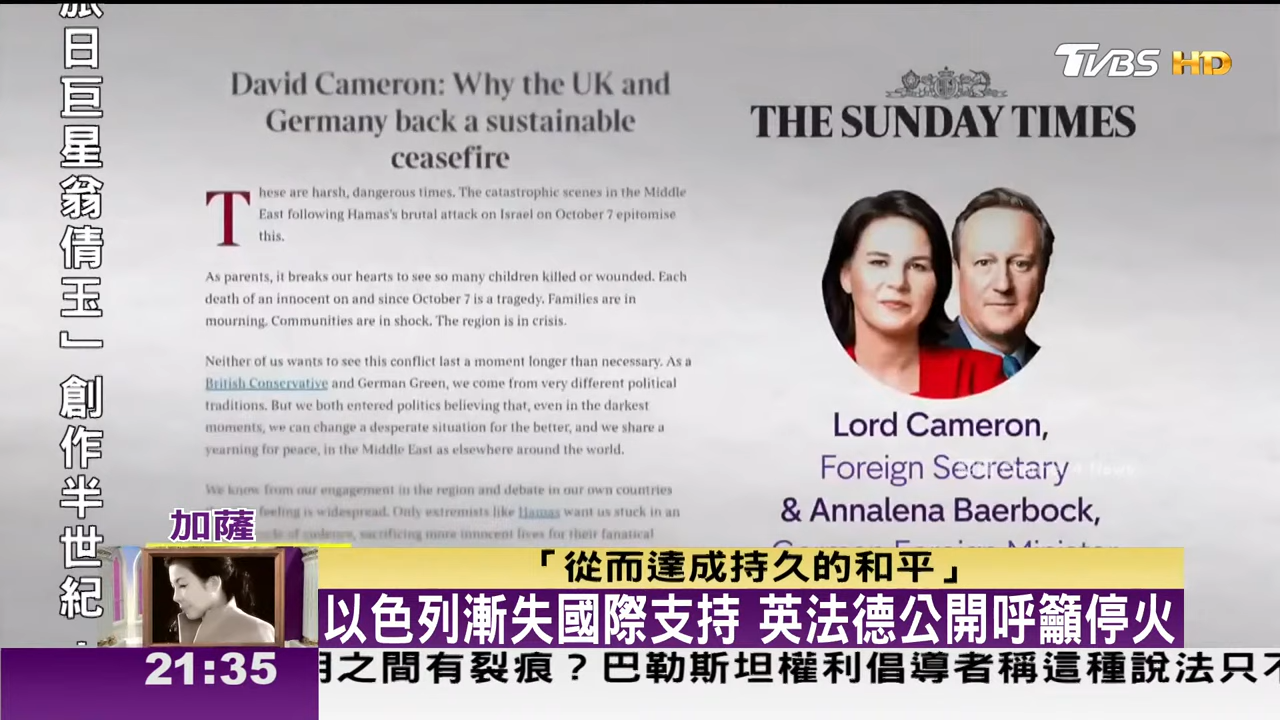 旅日巨星翁倩玉」創作半世紀
TVBS HD
David Cameron: Why the UK and
Germany back a sustainable
ceasefire
These are harsh, dangerous times. The catastrophic scenes in the Middle
East following Hamas's brutal attack on Israel on October 7 epitomise
this.
As parents, it breaks our hearts to see so many children killed or wounded. Each
death of an innocent on and since October 7 is a tragedy. Families are in
mourning. Communities are in shock. The region is in crisis.
Neither of us wants to see this conflict last a moment longer than necessary. As a
British Conservative and German Green, we come from very different political
traditions. But we both entered politics believing that, even in the darkest
moments, we can change a desperate situation for the better, and we share a
yearning for peace, in the Middle East as elsewhere around the world.
We know from our engagement in the region and debate in our own countries
feeling is widespread. Only extremists like Hamas want us stuck in an
of violence, sacrificing more innocent lives for their fanatical
THE SUNDAY TIMES
Lord Cameron,
Foreign Secretary
& Annalena Baerbock,
German Foreign Minister
加薩
「從而達成持久的和平」
以色列漸失國際支持 英法德公開呼籲停火
21:35
之間有裂痕？巴勒斯坦權利倡導者稱這種說法只不